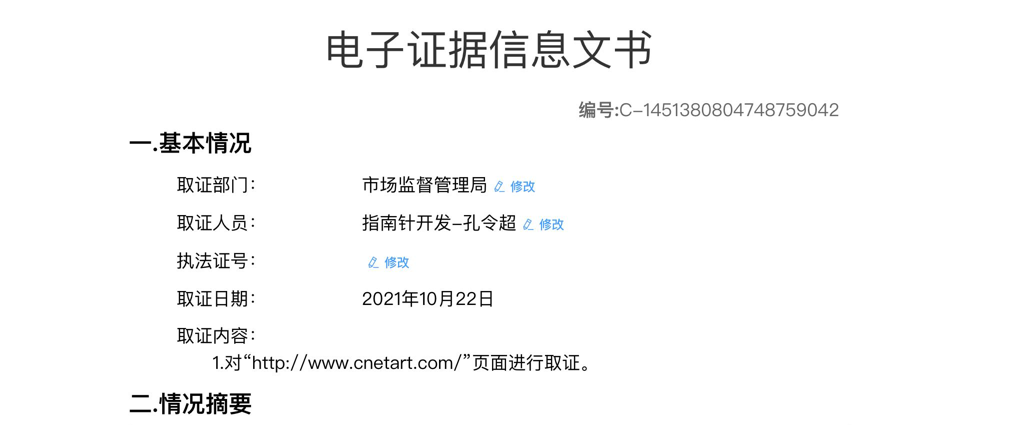 电子证据信息文书
编号:C-1451380804748759042
一.基本情况
取证部门: 市场监督管理局 修改
取证人员: 指南针开发-孔令超 修改
执法证号: 修改
取证日期: 2021年10月22日
取证内容:
1.对“http://www.cnetart.com/”页面进行取证。
二.情况摘要